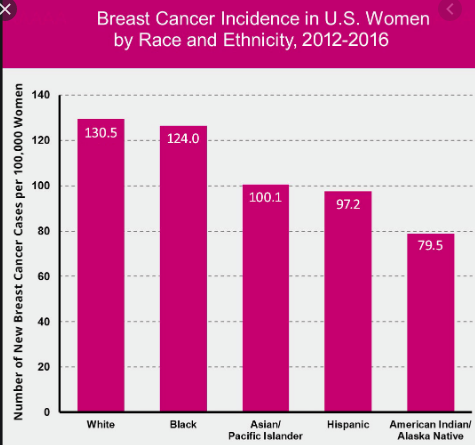 Breast Cancer Incidence in U.S. Women
by Race and Ethnicity, 2012-2016
Number of New Breast Cancer Cases per 100,000 Women
140
120
100
80
60
40
20
0
130.5
124.0
100.1
97.2
79.5
White
Black
Asian/
Pacific Islander
Hispanic
American Indian/
Alaska Native